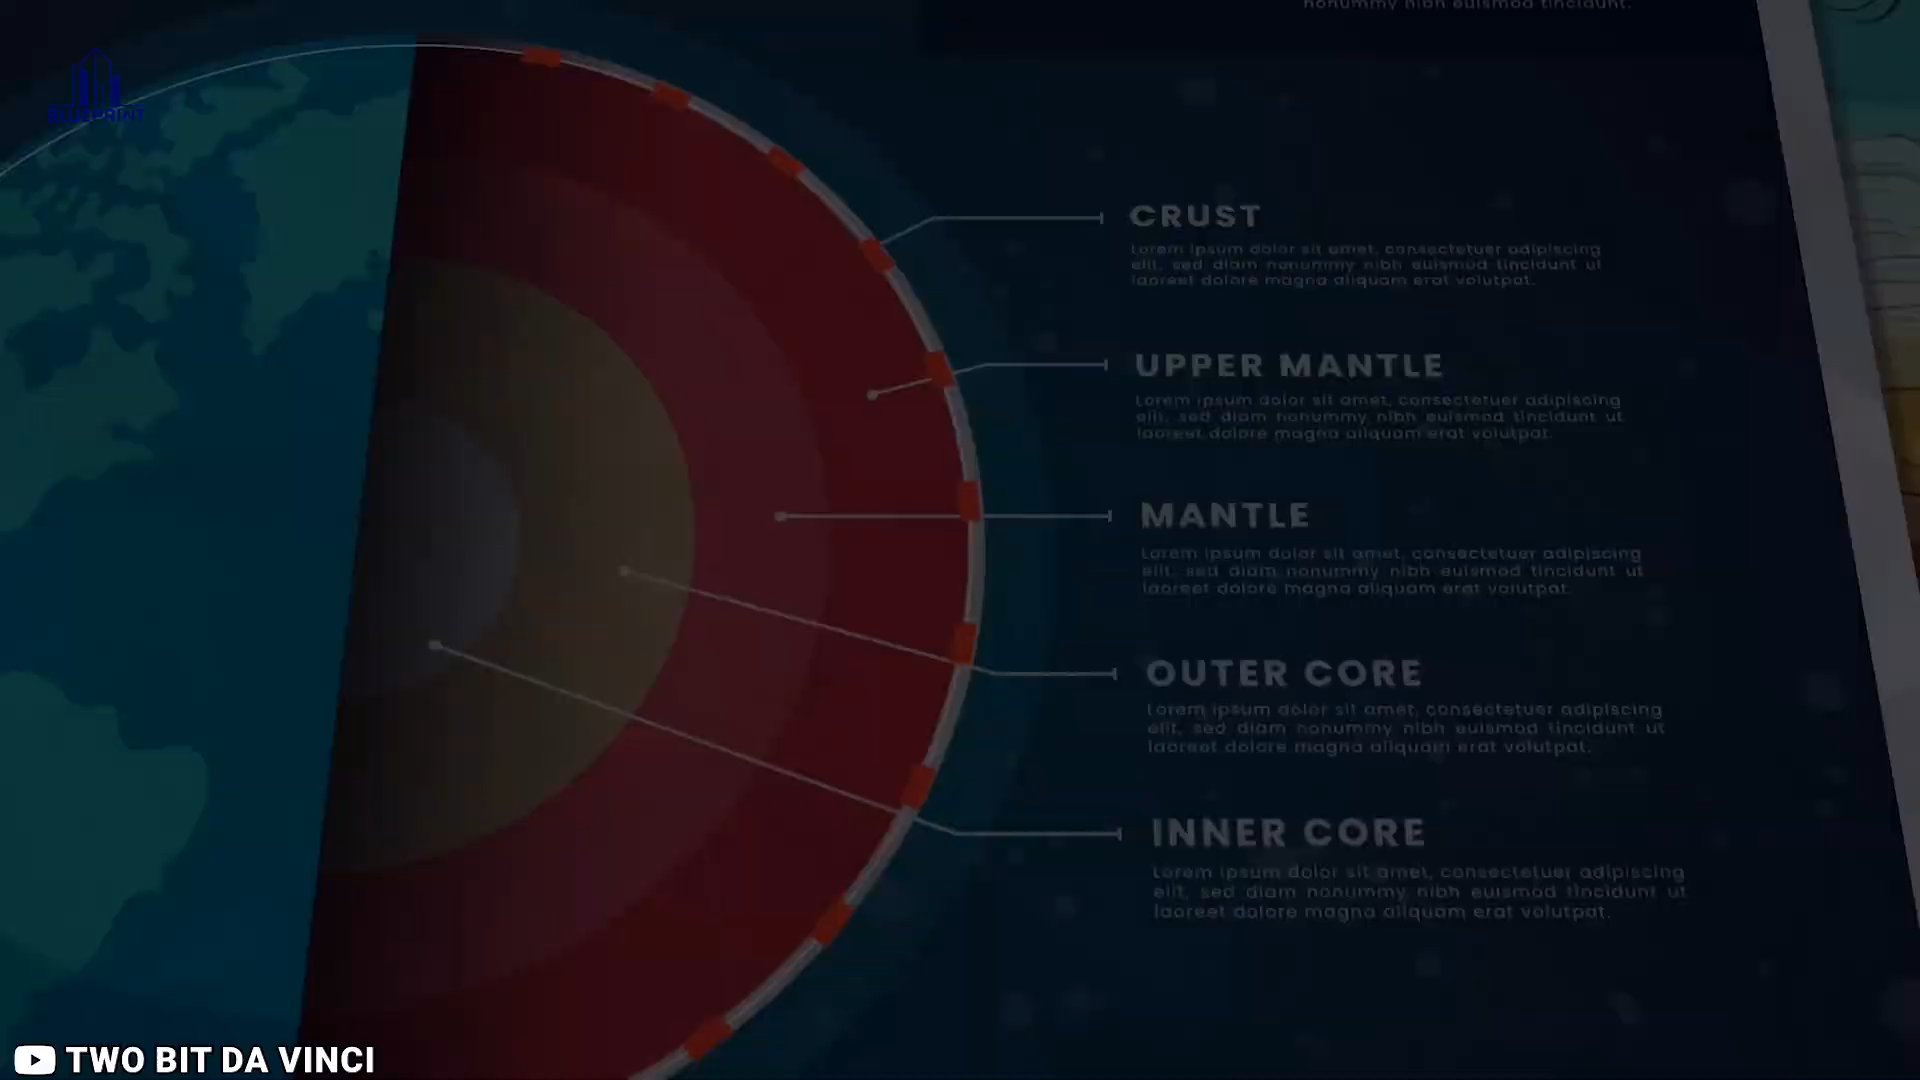 nonummy nibh euismod tincidunt.
BLUEPRINT
CRUST
Lorem ipsum dolor sit amet, consectetuer adipiscing
elit, sed diam nonummy nibh euismod tincidunt ut
laoreet dolore magna aliquam erat volutpat.
UPPER MANTLE
Lorem ipsum dolor sit amet, consectetuer adipiscing
elit, sed diam nonummy nibh euismod tincidunt ut
laoreet dolore magna aliquam erat volutpat.
MANTLE
Lorem ipsum dolor sit amet, consectetuer adipiscing
elit, sed diam nonummy nibh euismod tincidunt ut
laoreet dolore magna aliquam erat volutpat.
OUTER CORE
Lorem ipsum dolor sit amet, consectetuer adipiscing
elit, sed diam nonummy nibh euismod tincidunt ut
laoreet dolore magna aliquam erat volutpat.
INNER CORE
Lorem ipsum dolor sit amet, consectetuer adipiscing
elit, sed diam nonummy nibh euismod tincidunt ut
laoreet dolore magna aliquam erat volutpat.
TWO BIT DA VINCI